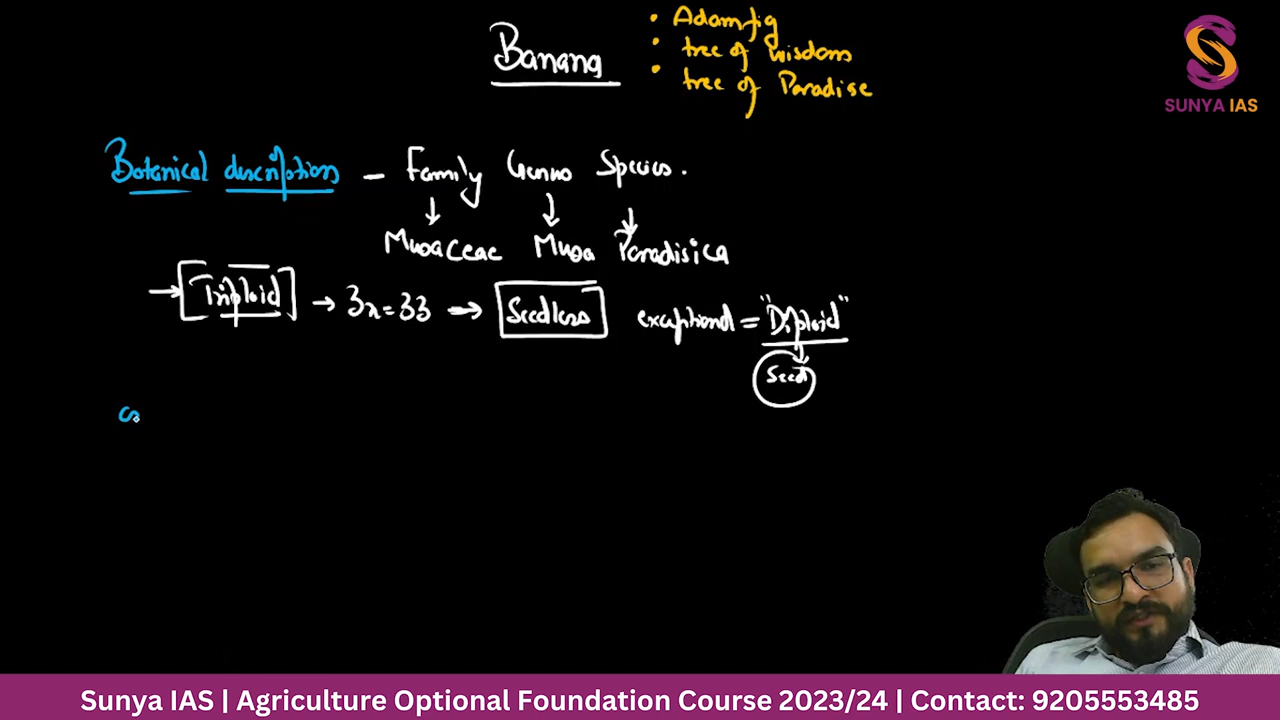 Banana
• Adamfig
• tree of wisdom
• tree of Paradise
SUNYA IAS
Botanical descriptions – Family Genus Species.
↓ ↓ ↓
Musaceae Musa Paradisica
→ [Triploid] → 3x=33 → Seedless exceptional = "Diploid"
Seed
Sunya IAS | Agriculture Optional Foundation Course 2023/24 | Contact: 9205553485